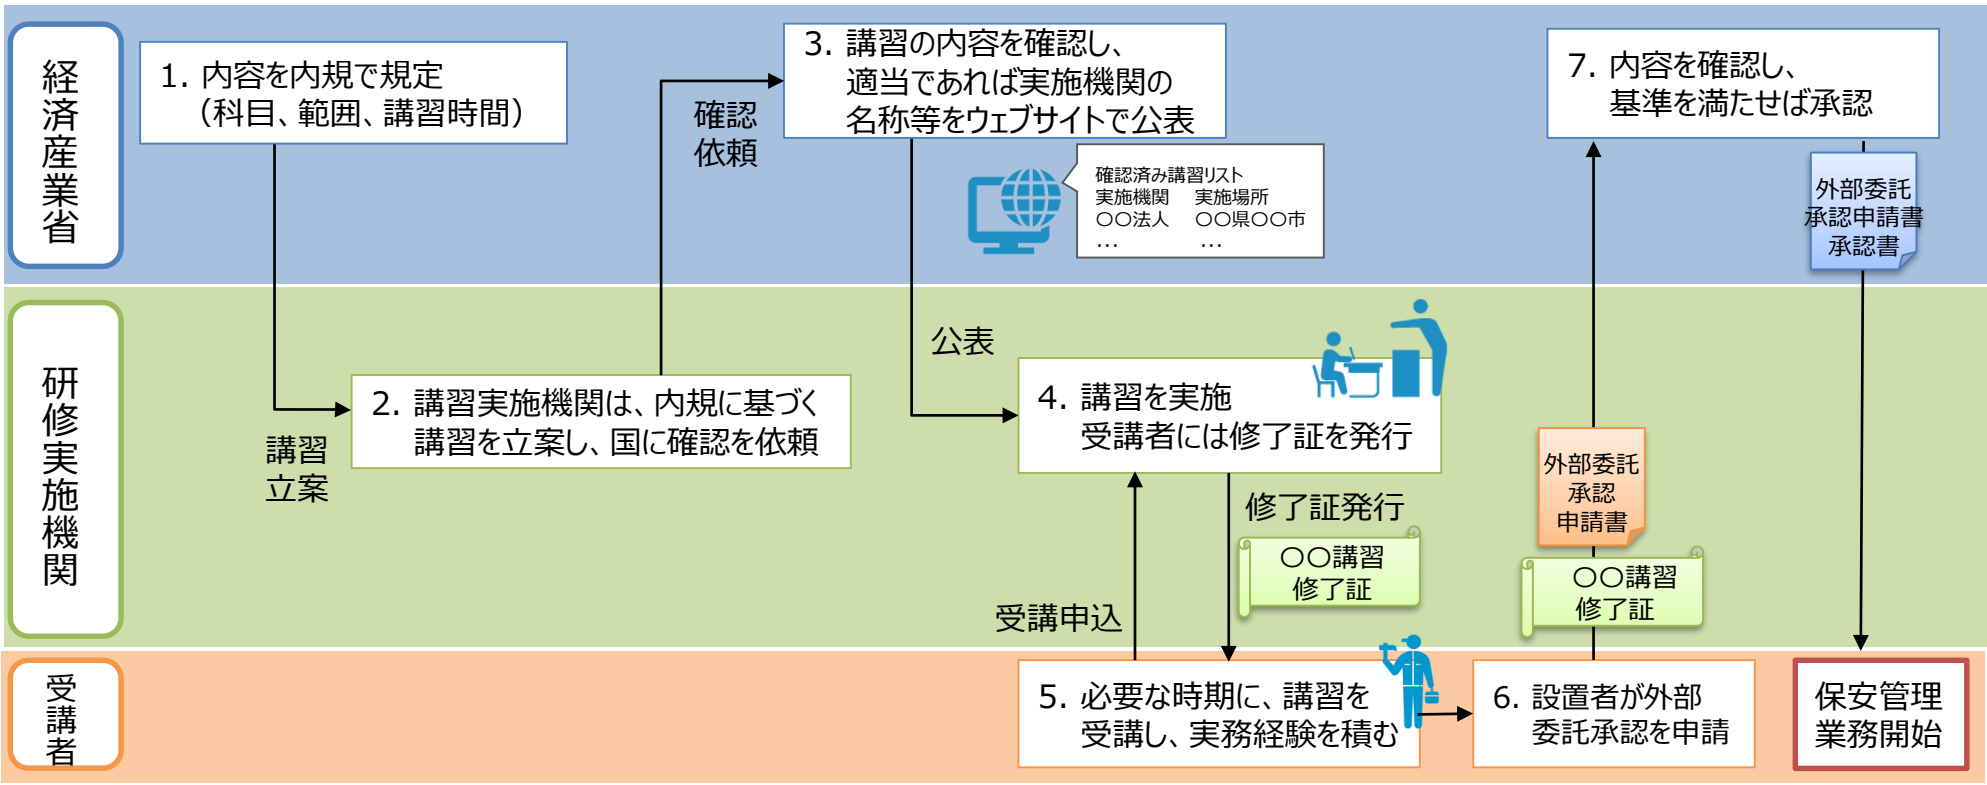 経済産業省
1. 内容を内規で規定
（科目、範囲、講習時間）
確認
依頼
3. 講習の内容を確認し、
適当であれば実施機関の
名称等をウェブサイトで公表
確認済み講習リスト
実施機関　実施場所
〇〇法人　〇〇県〇〇市
…　…
7. 内容を確認し、
基準を満たせば承認
外部委託
承認申請書
承認書
研修実施機関
講習
立案
2. 講習実施機関は、内規に基づく
講習を立案し、国に確認を依頼
公表
4. 講習を実施
受講者には修了証を発行
修了証発行
〇〇講習
修了証
受講申込
外部委託
承認
申請書
〇〇講習
修了証
受講者
5. 必要な時期に、講習を
受講し、実務経験を積む
6. 設置者が外部
委託承認を申請
保安管理
業務開始